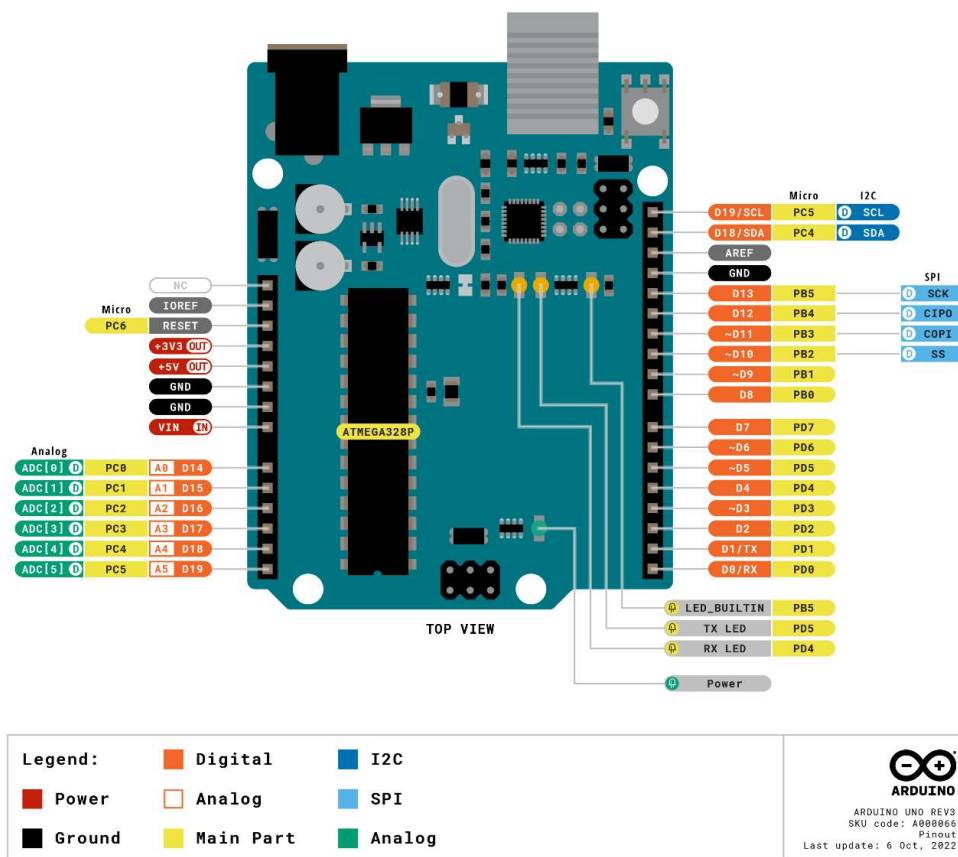 Micro I2C
D19/SCL PC5 D SCL
D18/SDA PC4 D SDA
AREF
GND
SPI
D13 PB5 D SCK
D12 PB4 D CIPO
~D11 PB3 D COPI
~D10 PB2 D SS
~D9 PB1
D8 PB0
D7 PD7
~D6 PD6
~D5 PD5
D4 PD4
~D3 PD3
D2 PD2
D1/TX PD1
D0/RX PD0
NC
IOREF
Micro
PC6 RESET
+3V3 OUT
+5V OUT
GND
GND
VIN IN
Analog
ADC[0] D PC0 A0 D14
ADC[1] D PC1 A1 D15
ADC[2] D PC2 A2 D16
ADC[3] D PC3 A3 D17
ADC[4] D PC4 A4 D18
ADC[5] D PC5 A5 D19
ATMEGA328P
LED_BUILTIN PB5
TX LED PD5
RX LED PD4
Power
TOP VIEW
Legend:
Digital
I2C
Power
Analog
SPI
Ground
Main Part
Analog
ARDUINO
ARDUINO UNO REV3
SKU code: A000066
Pinout
Last update: 6 Oct, 2022